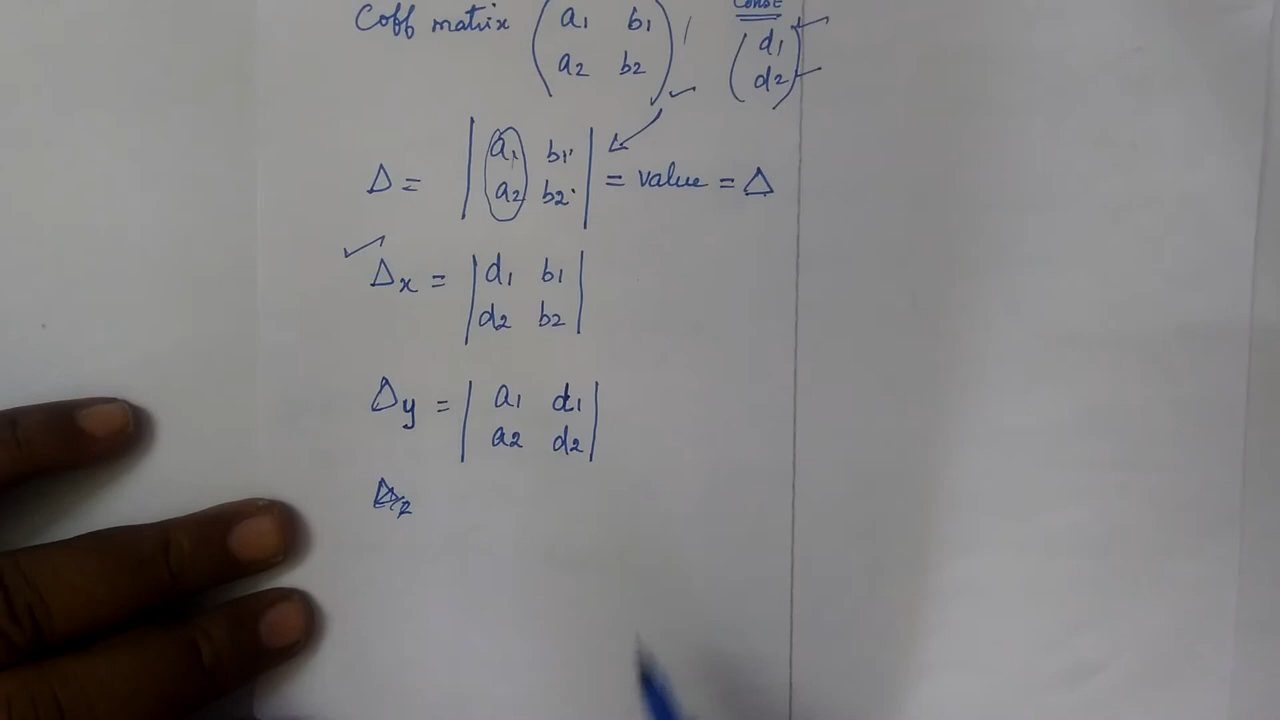 Const
Coff matrix ( a1 b1 ) ( d1 )
( a2 b2 ) ( d2 )
Δ = | a1 b1 | = value = Δ
| a2 b2 |
Δx = | d1 b1 |
| d2 b2 |
Δy = | a1 d1 |
| a2 d2 |